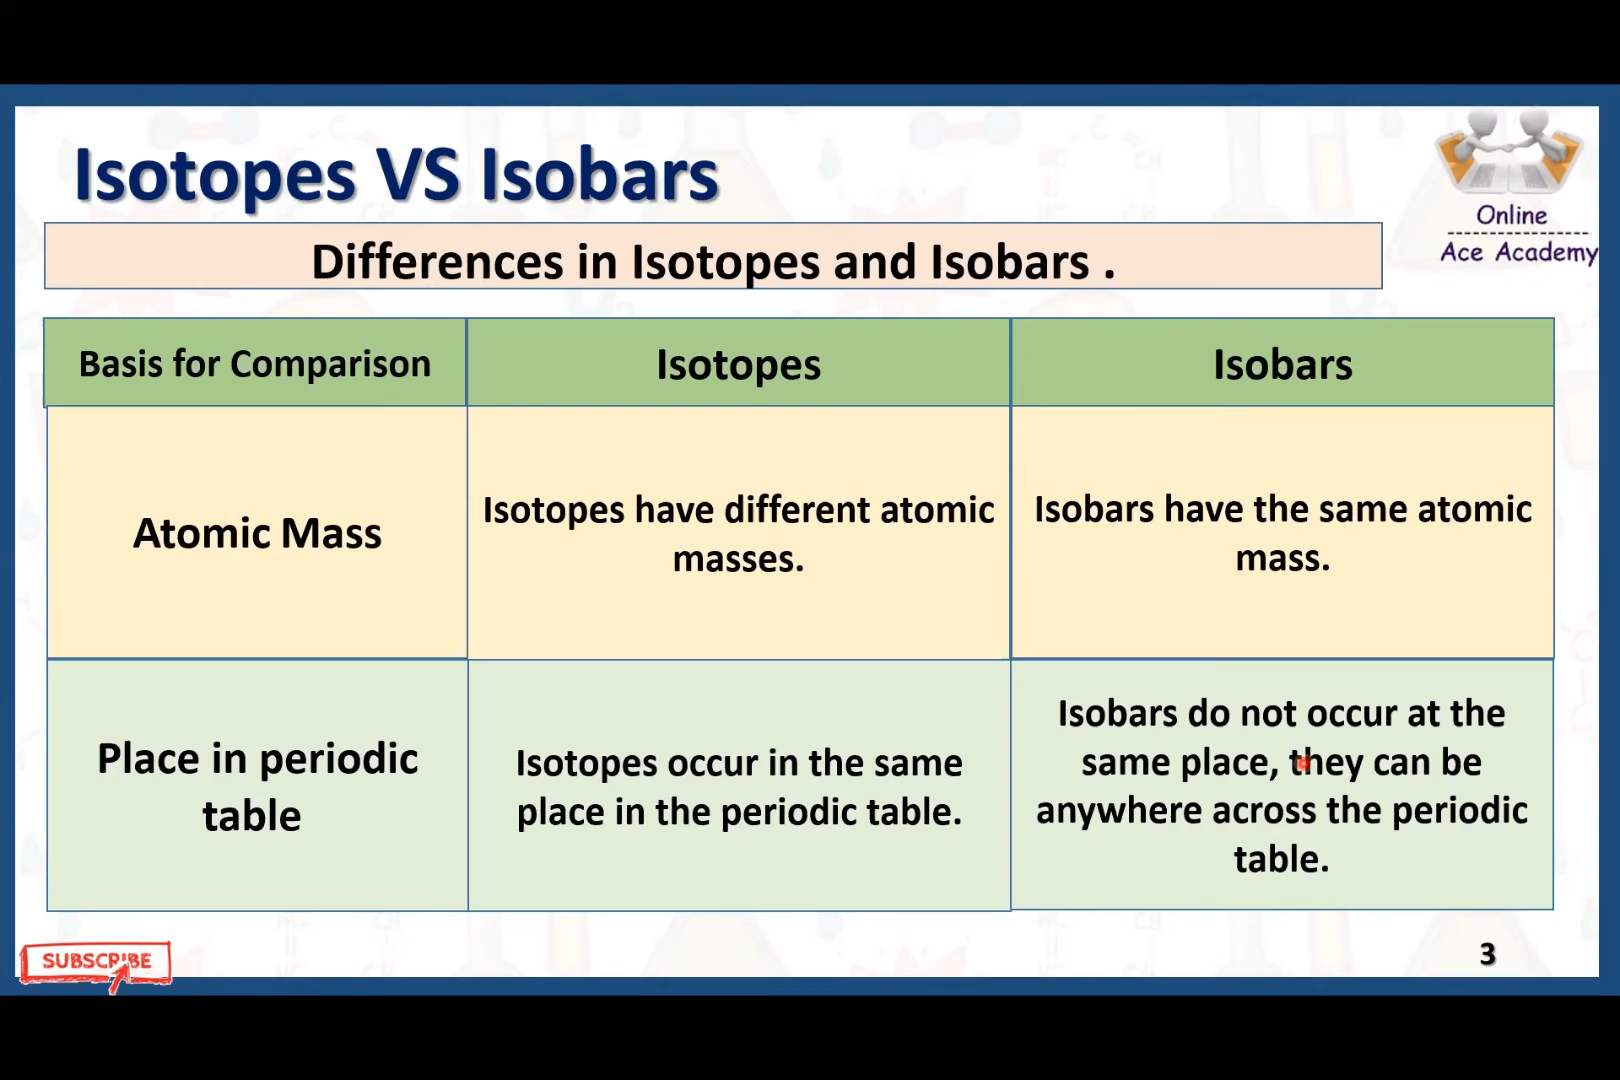 Isotopes VS Isobars
Online
Ace Academy
Differences in Isotopes and Isobars .
Basis for Comparison
Isotopes
Isobars
Atomic Mass
Isotopes have different atomic
masses.
Isobars have the same atomic
mass.
Place in periodic
table
Isotopes occur in the same
place in the periodic table.
Isobars do not occur at the
same place, they can be
anywhere across the periodic
table.
SUBSCRIBE
3